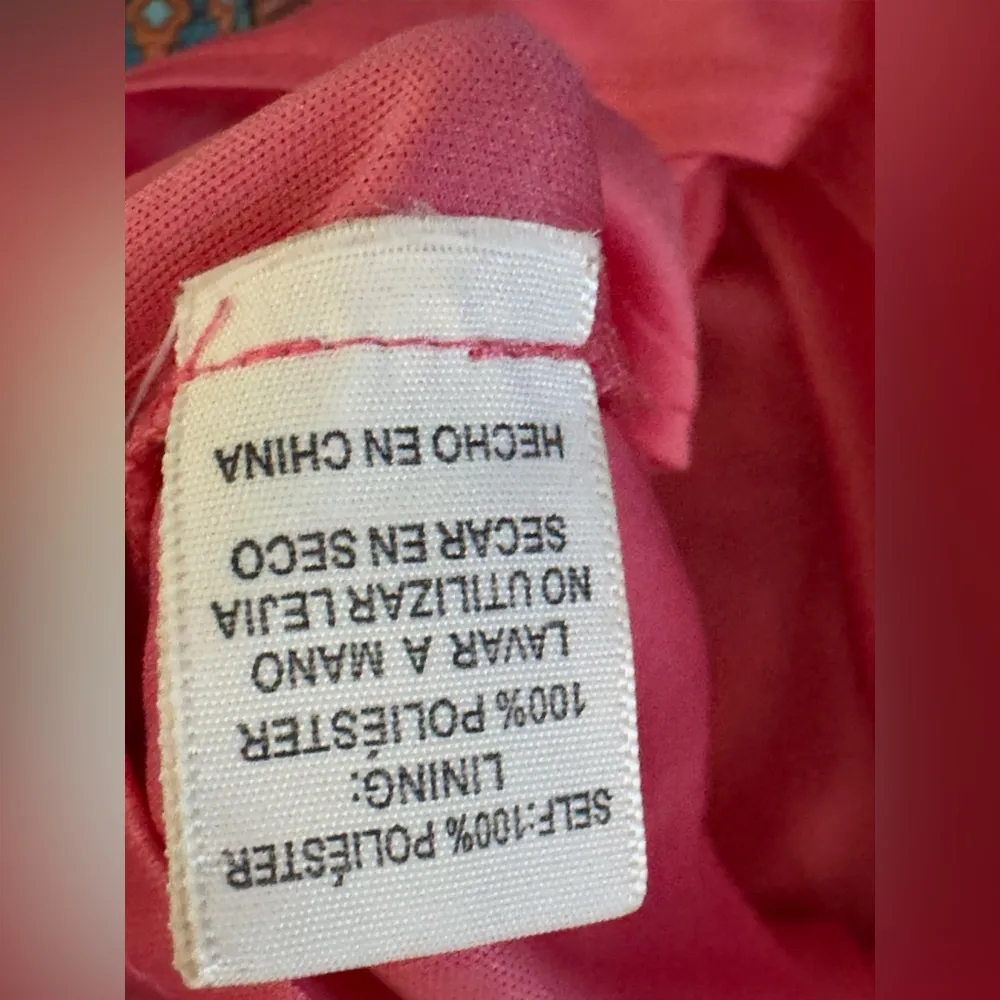 SELF:100% POLIÉSTER
LINING:
100% POLIÉSTER
LAVAR A MANO
NO UTILIZAR LEJIA
SECAR EN SECO
HECHO EN CHINA